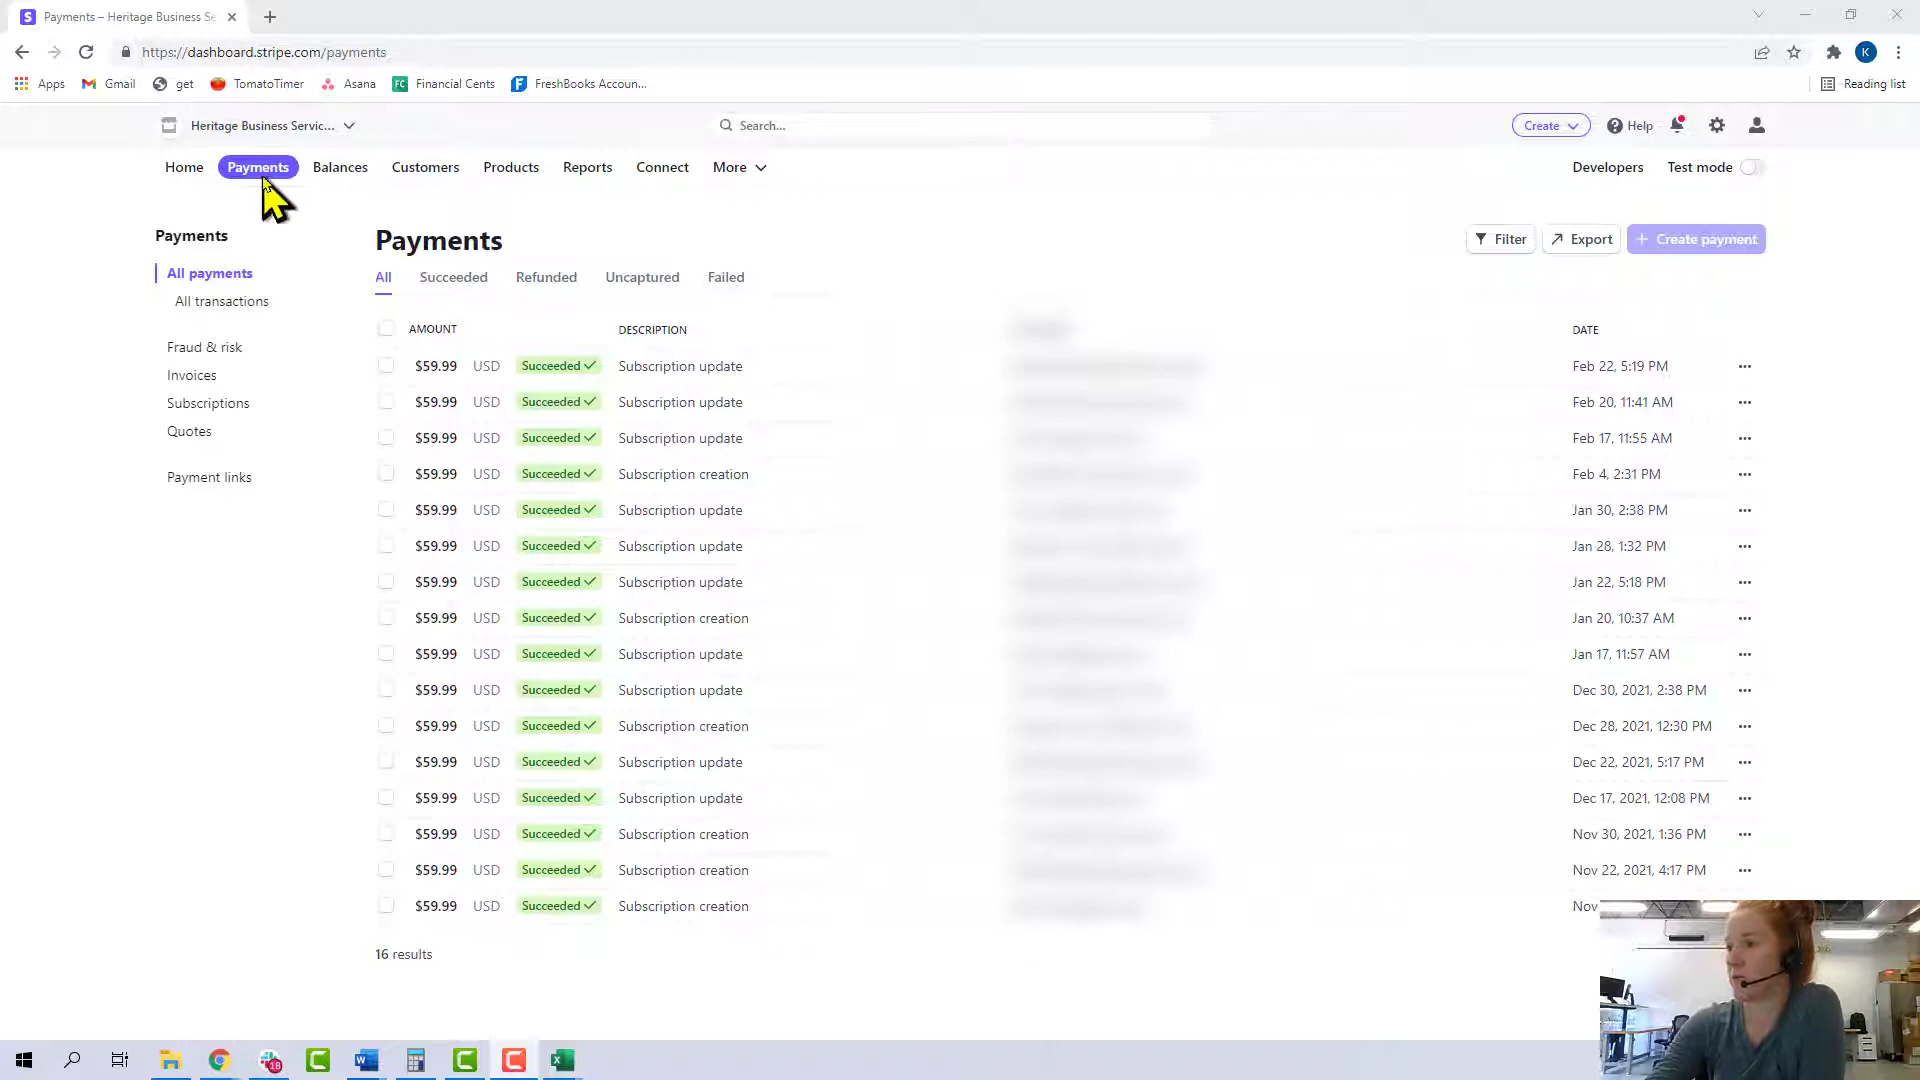 Payments – Heritage Business Se
https://dashboard.stripe.com/payments
Apps Gmail get TomatoTimer Asana FC Financial Cents FreshBooks Accoun... Reading list
K
Heritage Business Servic... Search... Create Help
Home Payments Balances Customers Products Reports Connect More Developers Test mode
Payments
All payments
All transactions
Fraud & risk
Invoices
Subscriptions
Quotes
Payment links
Payments Filter Export + Create payment
All Succeeded Refunded Uncaptured Failed
AMOUNT DESCRIPTION DATE
$59.99 USD Succeeded ✓ Subscription update Feb 22, 5:19 PM
$59.99 USD Succeeded ✓ Subscription update Feb 20, 11:41 AM
$59.99 USD Succeeded ✓ Subscription update Feb 17, 11:55 AM
$59.99 USD Succeeded ✓ Subscription creation Feb 4, 2:31 PM
$59.99 USD Succeeded ✓ Subscription update Jan 30, 2:38 PM
$59.99 USD Succeeded ✓ Subscription update Jan 28, 1:32 PM
$59.99 USD Succeeded ✓ Subscription update Jan 22, 5:18 PM
$59.99 USD Succeeded ✓ Subscription creation Jan 20, 10:37 AM
$59.99 USD Succeeded ✓ Subscription update Jan 17, 11:57 AM
$59.99 USD Succeeded ✓ Subscription update Dec 30, 2021, 2:38 PM
$59.99 USD Succeeded ✓ Subscription creation Dec 28, 2021, 12:30 PM
$59.99 USD Succeeded ✓ Subscription update Dec 22, 2021, 5:17 PM
$59.99 USD Succeeded ✓ Subscription update Dec 17, 2021, 12:08 PM
$59.99 USD Succeeded ✓ Subscription creation Nov 30, 2021, 1:36 PM
$59.99 USD Succeeded ✓ Subscription creation Nov 22, 2021, 4:17 PM
$59.99 USD Succeeded ✓ Subscription creation Nov
16 results
18